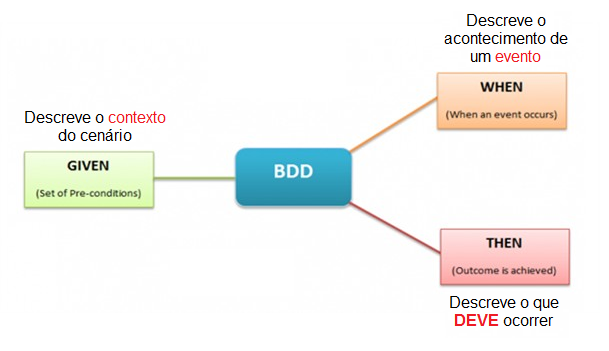 Descreve o
acontecimento de
um evento
WHEN
(When an event occurs)
Descreve o contexto
do cenário
GIVEN
(Set of Pre-conditions)
BDD
THEN
(Outcome is achieved)
Descreve o que
DEVE ocorrer